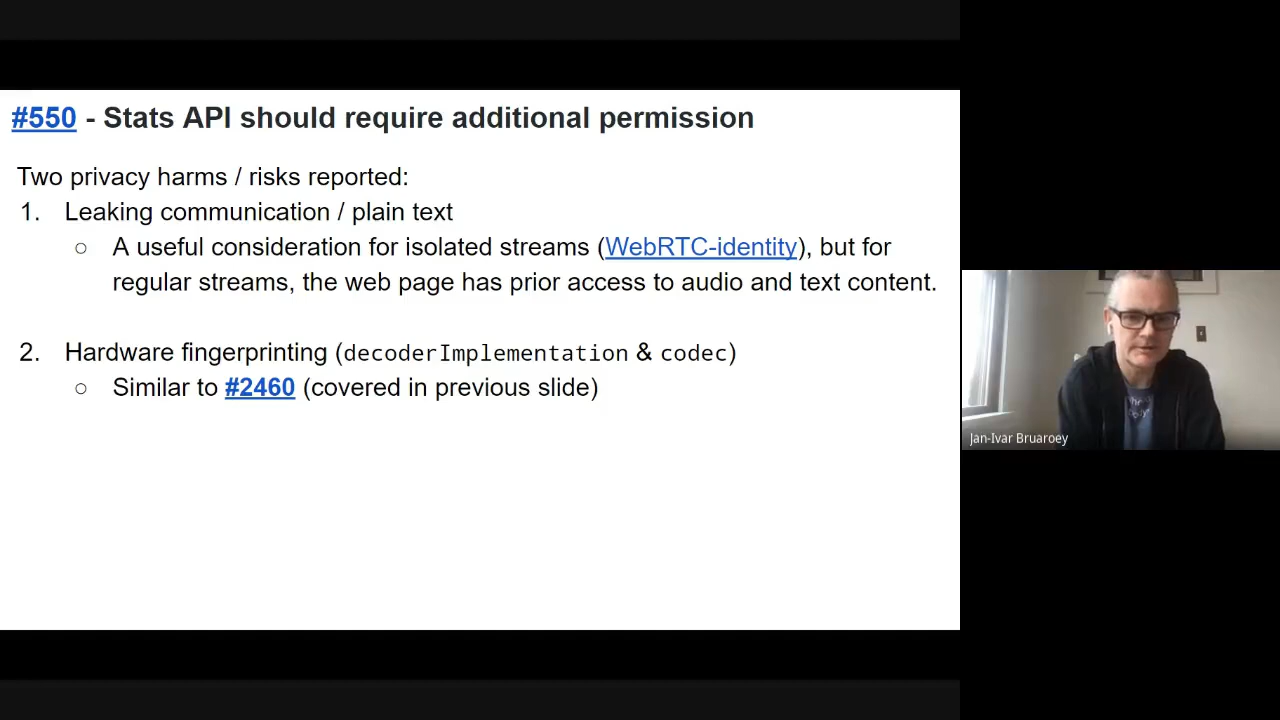 #550 - Stats API should require additional permission
Two privacy harms / risks reported:
1. Leaking communication / plain text
○ A useful consideration for isolated streams (WebRTC-identity), but for
regular streams, the web page has prior access to audio and text content.
2. Hardware fingerprinting (decoderImplementation & codec)
○ Similar to #2460 (covered in previous slide)
Jan-Ivar Bruaroey